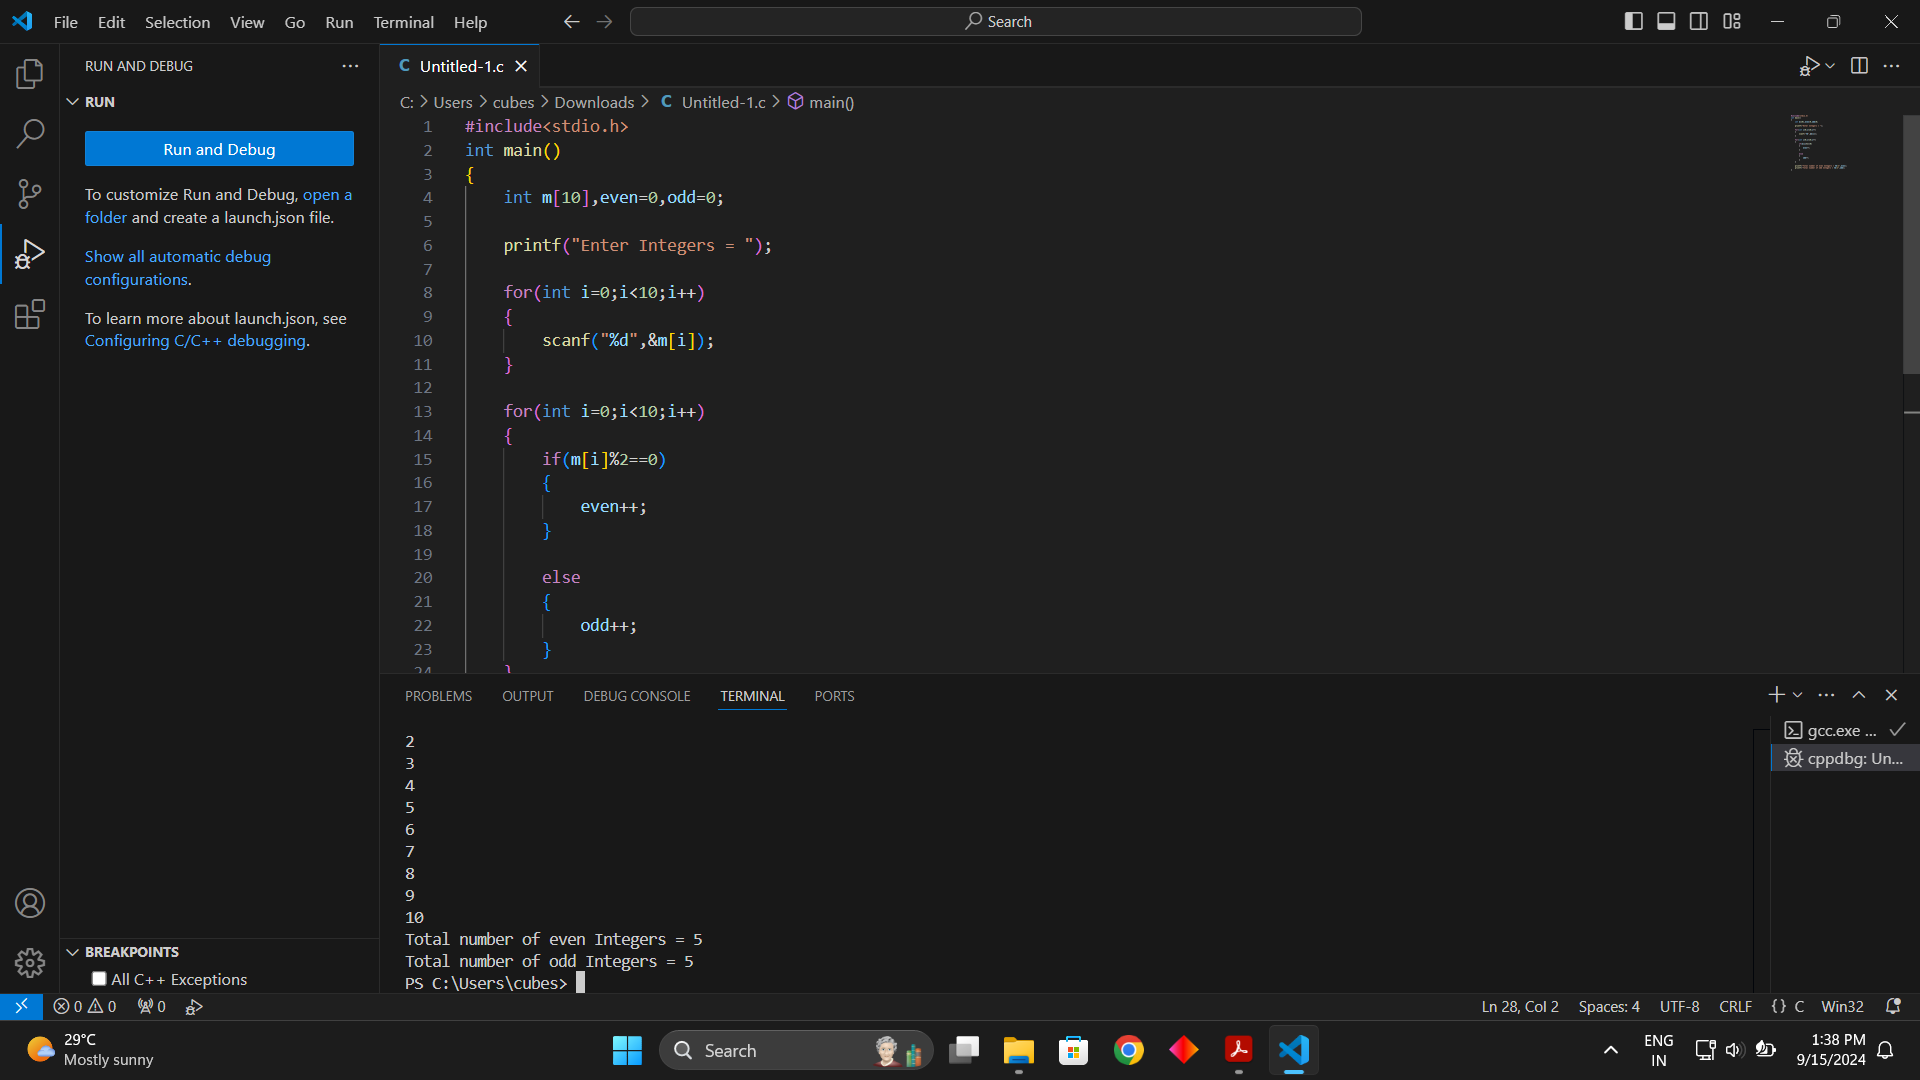 File Edit Selection View Go Run Terminal Help
Search
RUN AND DEBUG
RUN
Run and Debug
To customize Run and Debug, open a
folder and create a launch.json file.
Show all automatic debug
configurations.
To learn more about launch.json, see
Configuring C/C++ debugging.
BREAKPOINTS
All C++ Exceptions
C Untitled-1.c
C: > Users > cubes > Downloads > C Untitled-1.c > main()
1 #include<stdio.h>
2 int main()
3 {
4 int m[10],even=0,odd=0;
5
6 printf("Enter Integers = ");
7
8 for(int i=0;i<10;i++)
9 {
10 scanf("%d",&m[i]);
11 }
12
13 for(int i=0;i<10;i++)
14 {
15 if(m[i]%2==0)
16 {
17 even++;
18 }
19
20 else
21 {
22 odd++;
23 }
24 }
PROBLEMS OUTPUT DEBUG CONSOLE TERMINAL PORTS
2
3
4
5
6
7
8
9
10
Total number of even Integers = 5
Total number of odd Integers = 5
PS C:\Users\cubes>
gcc.exe ...
cppdbg: Un...
0 0 0
Ln 28, Col 2 Spaces: 4 UTF-8 CRLF {} C Win32
29°C
Mostly sunny
Search
ENG
IN
1:38 PM
9/15/2024